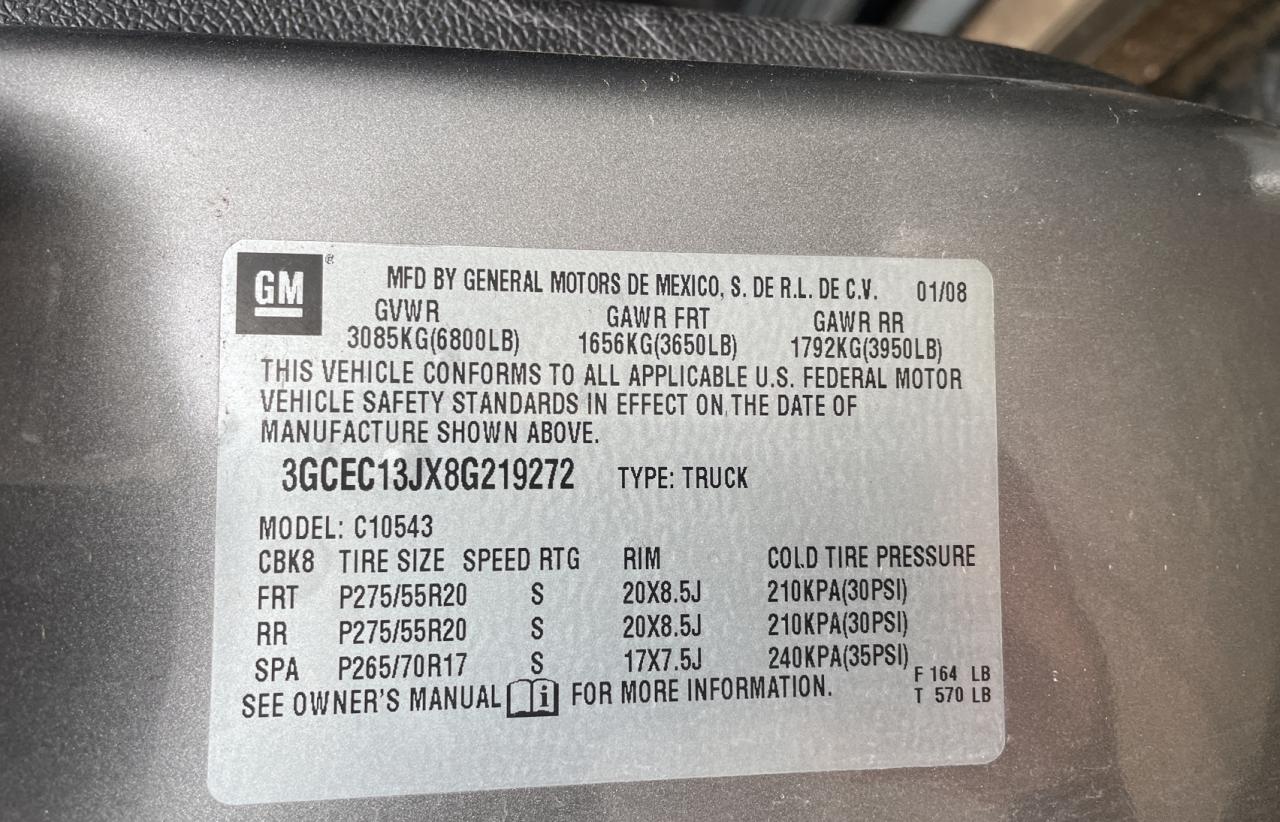 GM®
MFD BY GENERAL MOTORS DE MEXICO, S. DE R.L. DE C.V. 01/08
GVWR GAWR FRT GAWR RR
3085KG(6800LB) 1656KG(3650LB) 1792KG(3950LB)
THIS VEHICLE CONFORMS TO ALL APPLICABLE U.S. FEDERAL MOTOR
VEHICLE SAFETY STANDARDS IN EFFECT ON THE DATE OF
MANUFACTURE SHOWN ABOVE.
3GCEC13JX8G219272 TYPE: TRUCK
MODEL: C10543
CBK8 TIRE SIZE SPEED RTG RIM COLD TIRE PRESSURE
FRT P275/55R20 S 20X8.5J 210KPA(30PSI)
RR P275/55R20 S 20X8.5J 210KPA(30PSI)
SPA P265/70R17 S 17X7.5J 240KPA(35PSI)
F 164 LB
SEE OWNER'S MANUAL i FOR MORE INFORMATION. T 570 LB